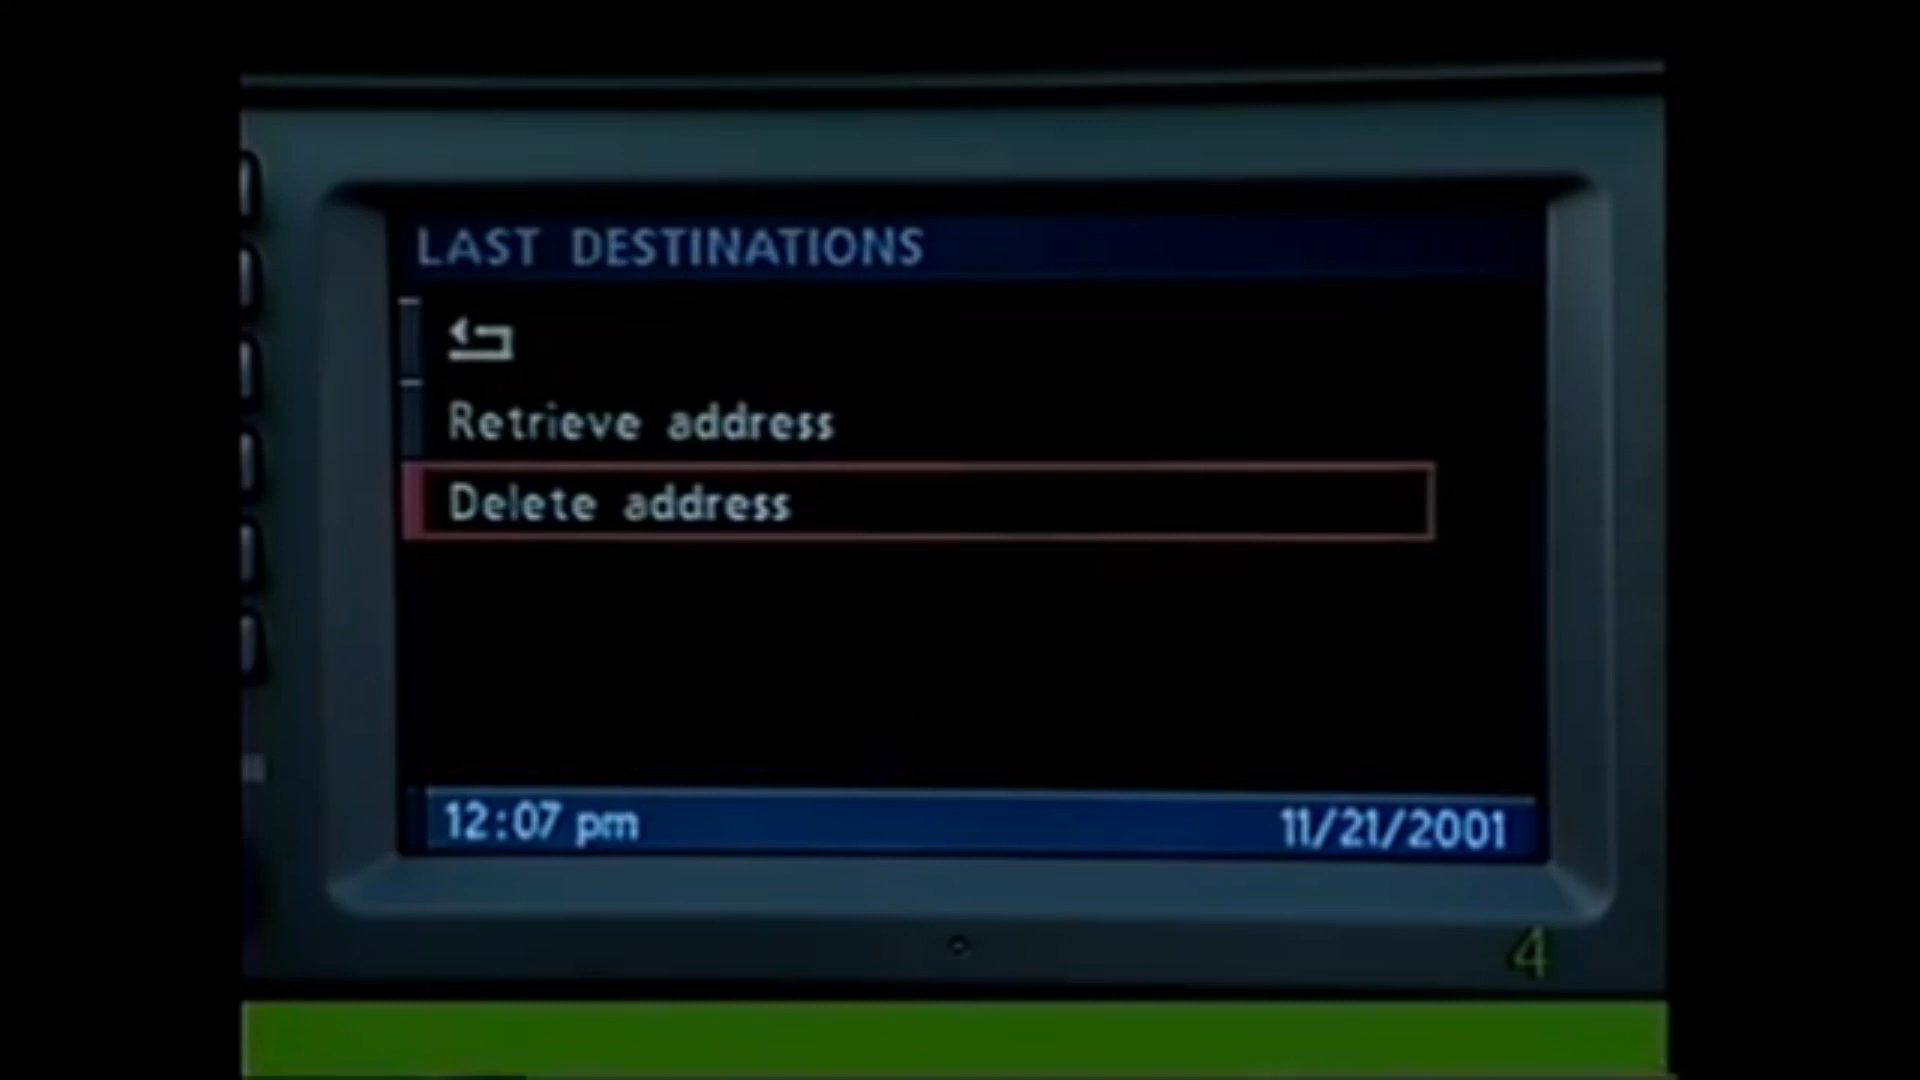 LAST DESTINATIONS
Retrieve address
Delete address
12:07 pm 11/21/2001
4